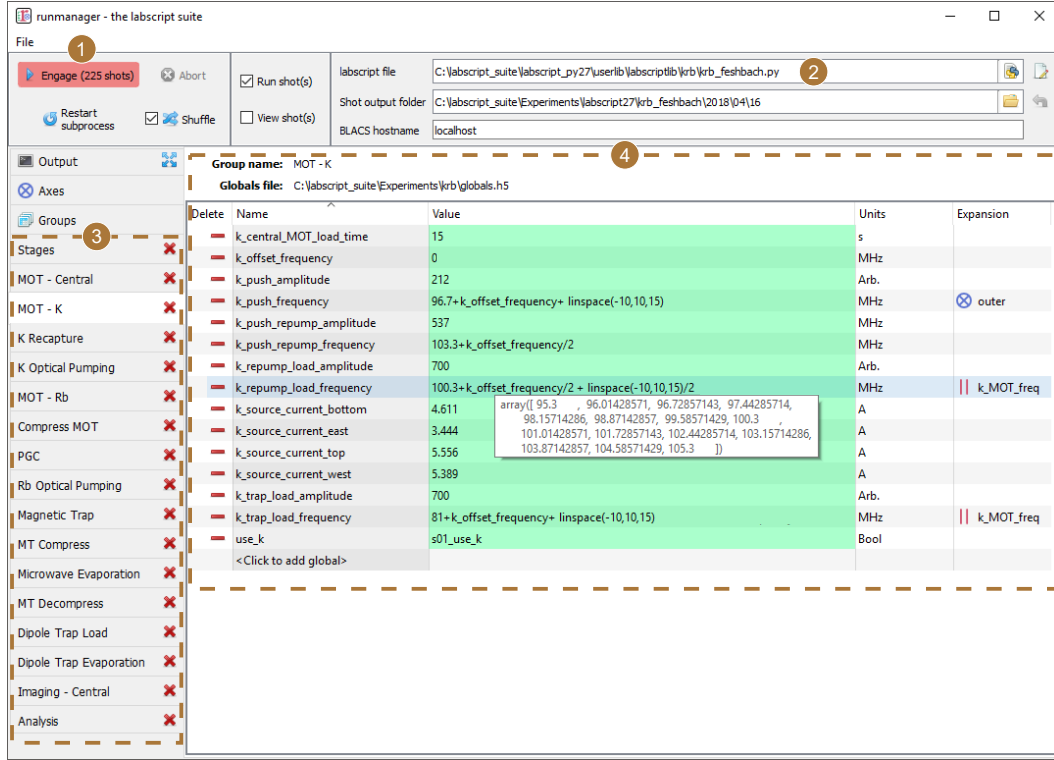 runmanager - the labscript suite
File
1
Engage (225 shots) Abort
Restart subprocess Shuffle
Run shot(s)
View shot(s)
labscript file C:\labscript_suite\labscript_py27\userlib\labscriptlib\krb\krb_feshbach.py 2
Shot output folder C:\labscript_suite\Experiments\labscript27\krb_feshbach\2018\04\16
BLACS hostname localhost
Output
Axes
Groups
3
Stages
MOT - Central
MOT - K
K Recapture
K Optical Pumping
MOT - Rb
Compress MOT
PGC
Rb Optical Pumping
Magnetic Trap
MT Compress
Microwave Evaporation
MT Decompress
Dipole Trap Load
Dipole Trap Evaporation
Imaging - Central
Analysis
4
Group name: MOT - K
Globals file: C:\labscript_suite\Experiments\krb\globals.h5
Delete Name Value Units Expansion
k_central_MOT_load_time 15 s
k_offset_frequency 0 MHz
k_push_amplitude 212 Arb.
k_push_frequency 96.7+k_offset_frequency+ linspace(-10,10,15) MHz outer
k_push_repump_amplitude 537 MHz
k_push_repump_frequency 103.3+k_offset_frequency/2 MHz
k_repump_load_amplitude 700 Arb.
k_repump_load_frequency 100.3+k_offset_frequency/2 + linspace(-10,10,15)/2 MHz k_MOT_freq
k_source_current_bottom 4.611 A
k_source_current_east 3.444 A
k_source_current_top 5.556 A
k_source_current_west 5.389 A
k_trap_load_amplitude 700 Arb.
k_trap_load_frequency 81+k_offset_frequency+ linspace(-10,10,15) MHz k_MOT_freq
use_k s01_use_k Bool
<Click to add global>
array([ 95.3 , 96.01428571, 96.72857143, 97.44285714,
98.15714286, 98.87142857, 99.58571429, 100.3 ,
101.01428571, 101.72857143, 102.44285714, 103.15714286,
103.87142857, 104.58571429, 105.3 ])